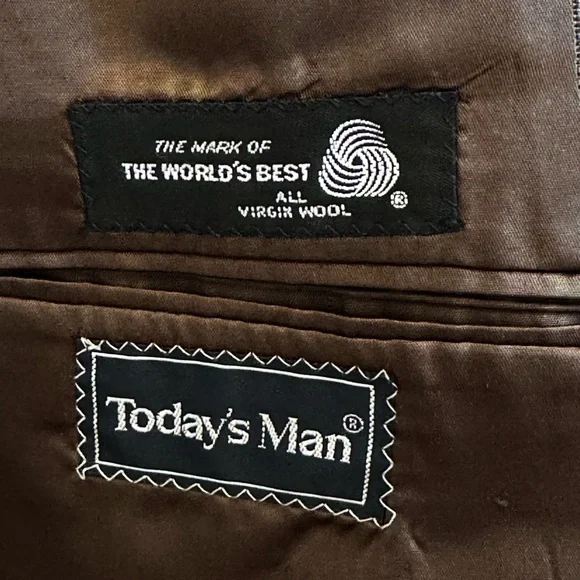 THE MARK OF
THE WORLD'S BEST
ALL
VIRGIN WOOL
®
Today's Man®